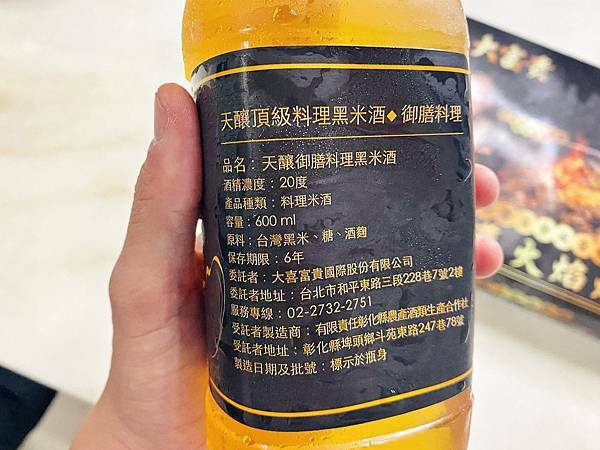 天釀頂級料理黑米酒◆御膳料理
品名：天釀御膳料理黑米酒
酒精濃度：20度
產品種類：料理米酒
容量：600 ml
原料：台灣黑米、糖、酒麴
保存期限：6年
委託者：大喜富貴國際股份有限公司
委託者地址：台北市和平東路三段228巷7號2樓
服務專線：02-2732-2751
受託者製造商：有限責任彰化縣農產酒類生產合作社
受託者地址：彰化縣埤頭鄉斗苑東路247巷78號
製造日期及批號：標示於瓶身
大喜貴
火焰